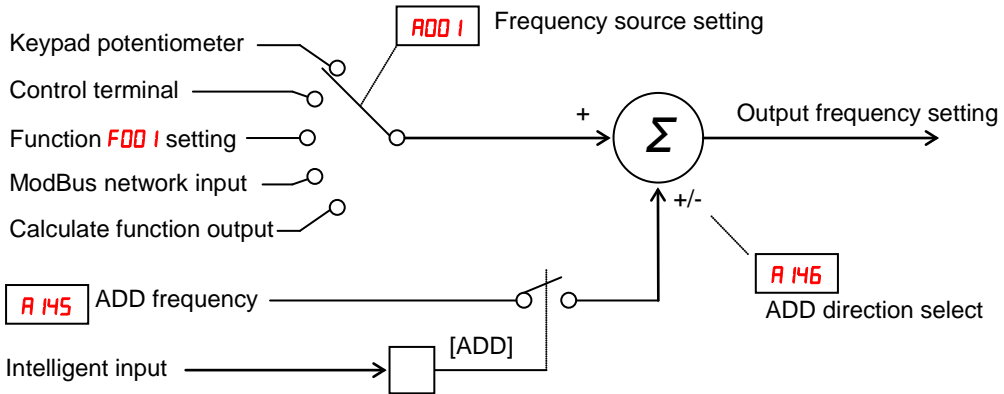 A001 Frequency source setting
Keypad potentiometer
Control terminal
Function F001 setting
ModBus network input
Calculate function output
+
Σ
Output frequency setting
+/-
A146
ADD direction select
A145 ADD frequency
[ADD]
Intelligent input